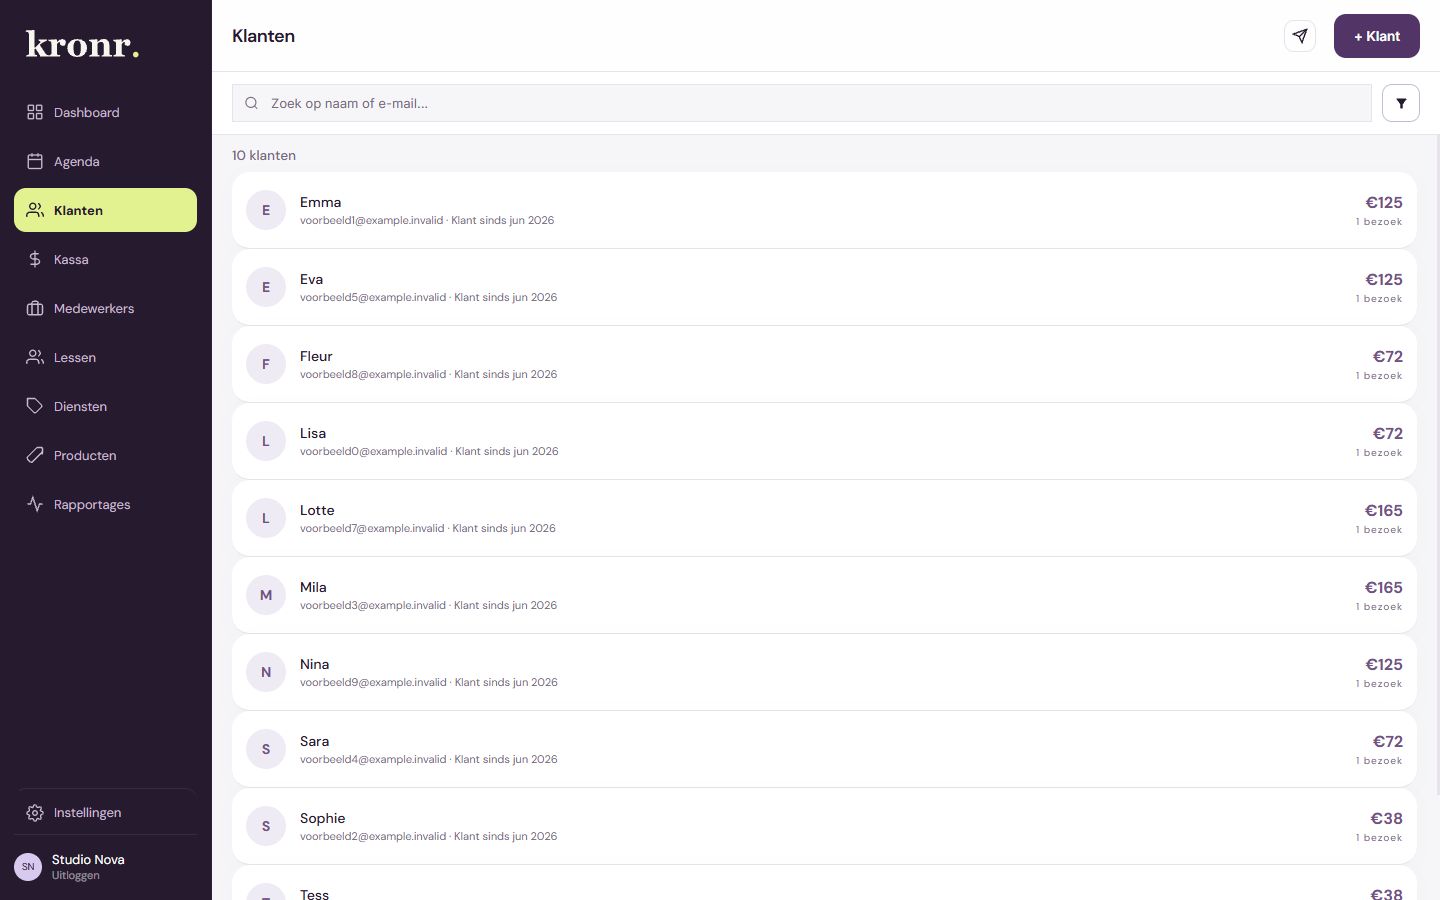 kronr.
Dashboard
Agenda
Klanten
Kassa
Medewerkers
Lessen
Diensten
Producten
Rapportages
Instellingen
SN
Studio Nova
Uitloggen
Klanten
+ Klant
Zoek op naam of e-mail...
10 klanten
E
Emma
voorbeeld1@example.invalid · Klant sinds jun 2026
€125
1 bezoek
E
Eva
voorbeeld5@example.invalid · Klant sinds jun 2026
€125
1 bezoek
F
Fleur
voorbeeld8@example.invalid · Klant sinds jun 2026
€72
1 bezoek
L
Lisa
voorbeeld0@example.invalid · Klant sinds jun 2026
€72
1 bezoek
L
Lotte
voorbeeld7@example.invalid · Klant sinds jun 2026
€165
1 bezoek
M
Mila
voorbeeld3@example.invalid · Klant sinds jun 2026
€165
1 bezoek
N
Nina
voorbeeld9@example.invalid · Klant sinds jun 2026
€125
1 bezoek
S
Sara
voorbeeld4@example.invalid · Klant sinds jun 2026
€72
1 bezoek
S
Sophie
voorbeeld2@example.invalid · Klant sinds jun 2026
€38
1 bezoek
Tess
€38